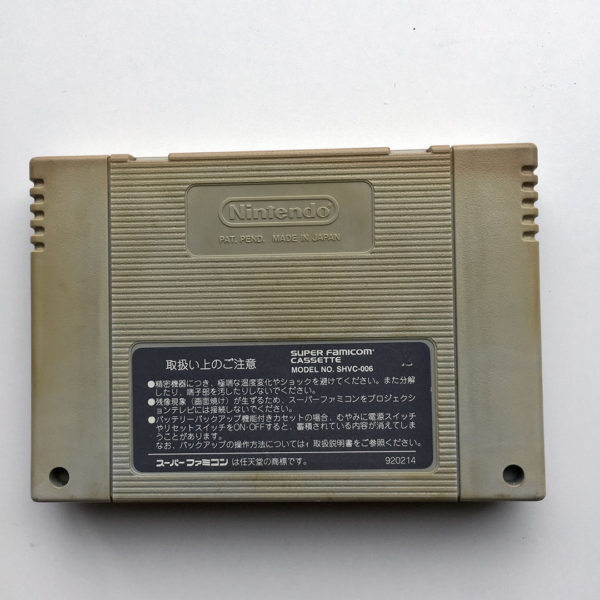 Nintendo
PAT. PEND. MADE IN JAPAN
取扱い上のご注意
SUPER FAMICOM
CASSETTE
MODEL NO. SHVC-006
●精密機器につき、極端な温度変化やショックを避けてください。また分解
したり、端子部を汚したりしないでください。
●残像現象(画面焼け)が生ずるため、スーパーファミコンをプロジェクシ
ョンテレビには接続しないでください。
●バッテリーバックアップ機能付きカセットの場合、むやみに電源スイッチ
やリセットスイッチをON・OFFすると、蓄積されている内容が消えてしま
うことがあります。
なお、バックアップの操作方法については、取扱説明書をご参照ください。
スーパーファミコンは任天堂の商標です。
920214